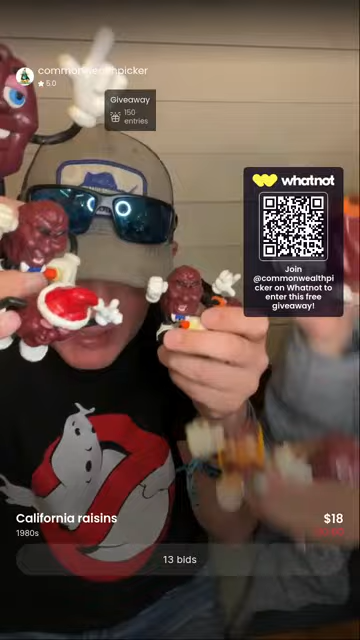 commonwealthpicker
5.0
Giveaway
150
entries
whatnot
Join
@commonwealthpi
cker on Whatnot to
enter this free
giveaway!
California raisins
$18
1980s
13 bids